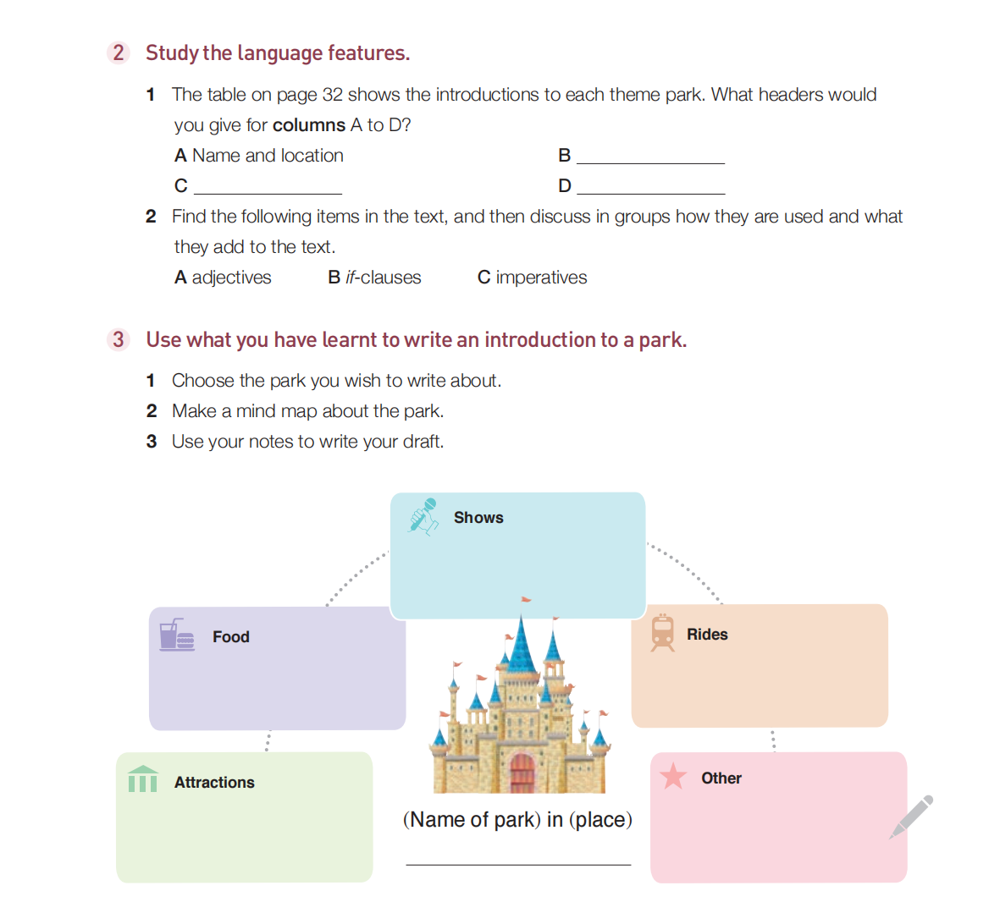 2 Study the language features.
1 The table on page 32 shows the introductions to each theme park. What headers would
you give for columns A to D?
A Name and location B
C D
2 Find the following items in the text, and then discuss in groups how they are used and what
they add to the text.
A adjectives B if-clauses C imperatives
3 Use what you have learnt to write an introduction to a park.
1 Choose the park you wish to write about.
2 Make a mind map about the park.
3 Use your notes to write your draft.
Shows
Food
Rides
Attractions
Other
(Name of park) in (place)